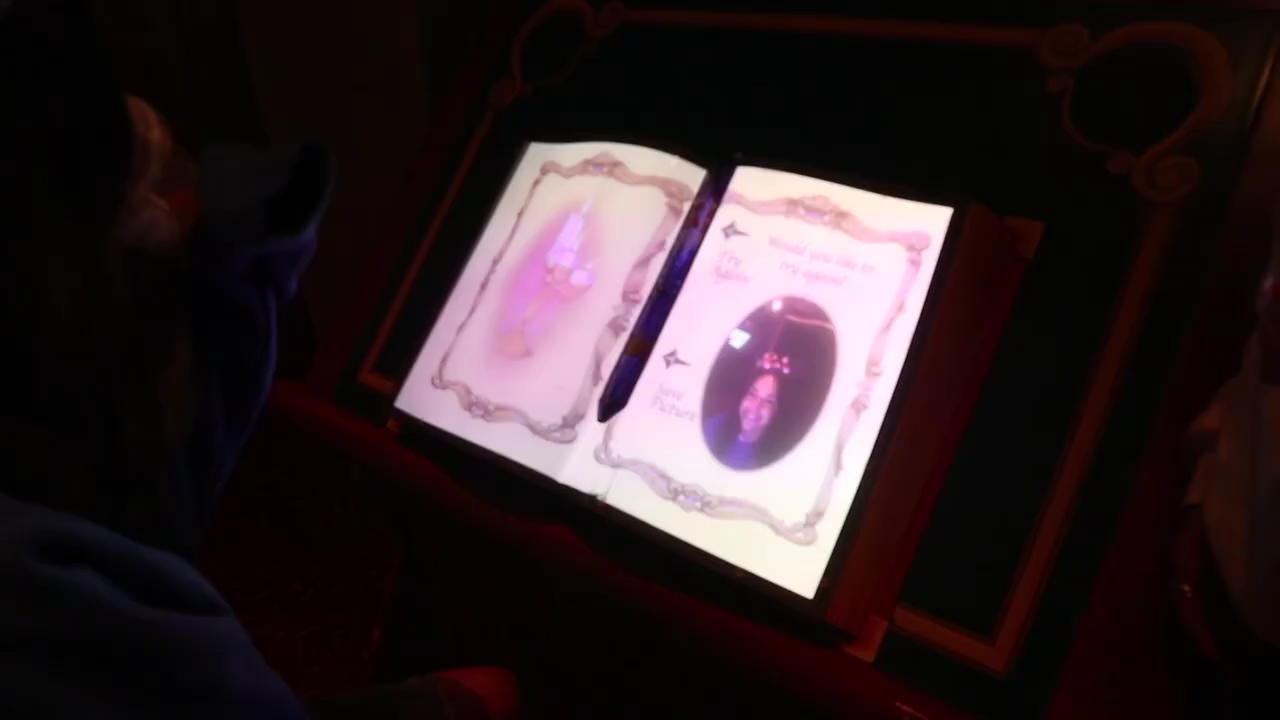 Would you like to
try again?
Try
Again
Save
Picture